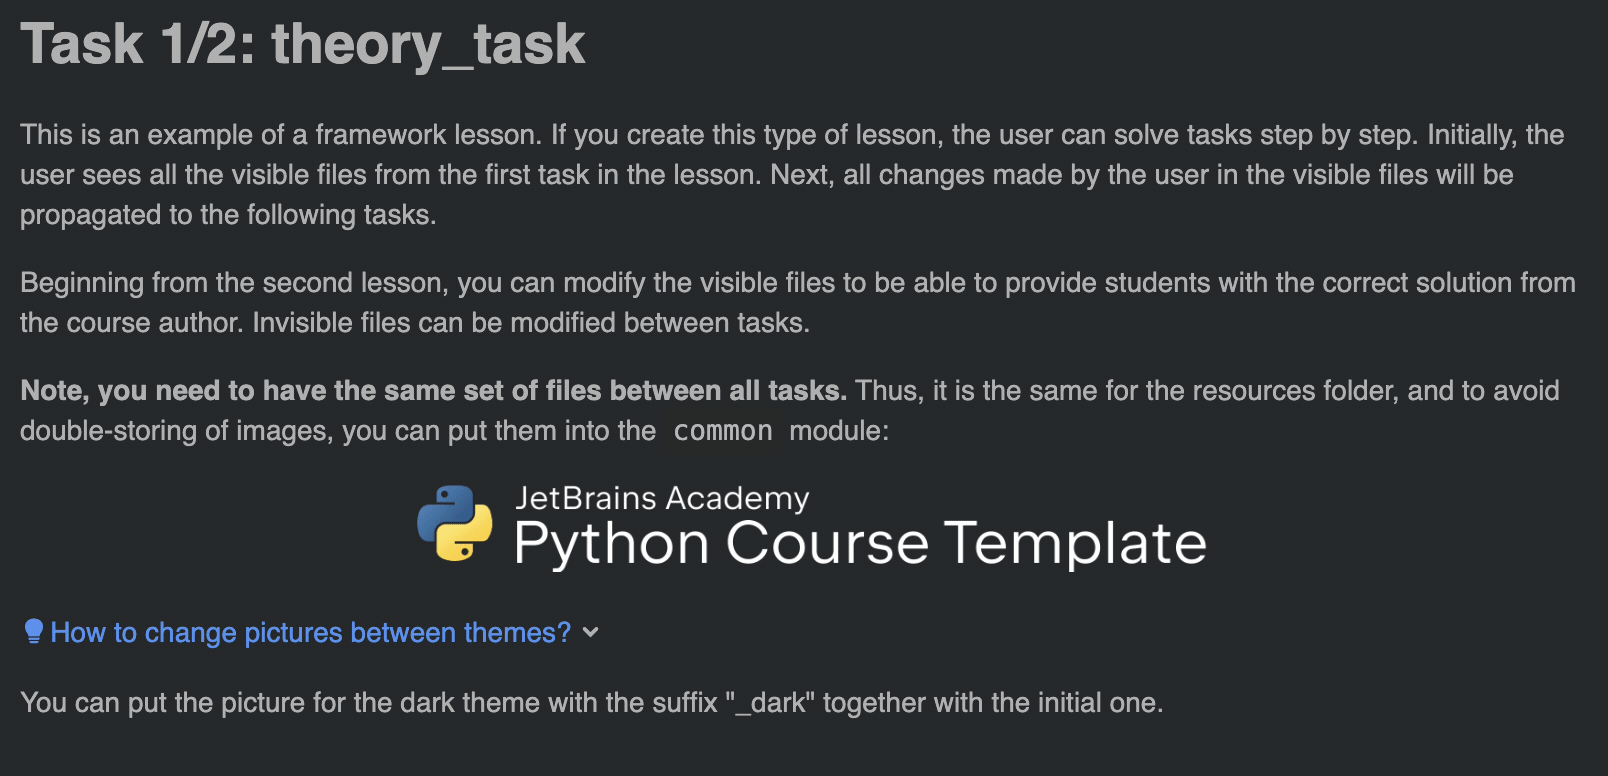 Task 1/2: theory_task
This is an example of a framework lesson. If you create this type of lesson, the user can solve tasks step by step. Initially, the
user sees all the visible files from the first task in the lesson. Next, all changes made by the user in the visible files will be
propagated to the following tasks.
Beginning from the second lesson, you can modify the visible files to be able to provide students with the correct solution from
the course author. Invisible files can be modified between tasks.
Note, you need to have the same set of files between all tasks. Thus, it is the same for the resources folder, and to avoid
double-storing of images, you can put them into the common module:
JetBrains Academy
Python Course Template
How to change pictures between themes?
You can put the picture for the dark theme with the suffix "_dark" together with the initial one.